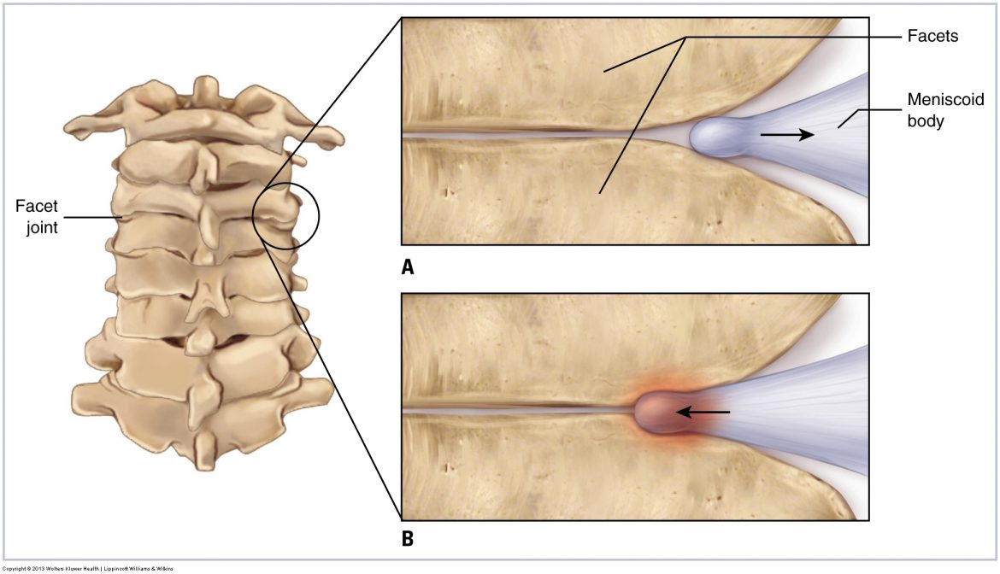 Facet
joint
Facets
Meniscoid
body
A
B
Copyright © 2013 Wolters Kluwer Health | Lippincott Williams & Wilkins